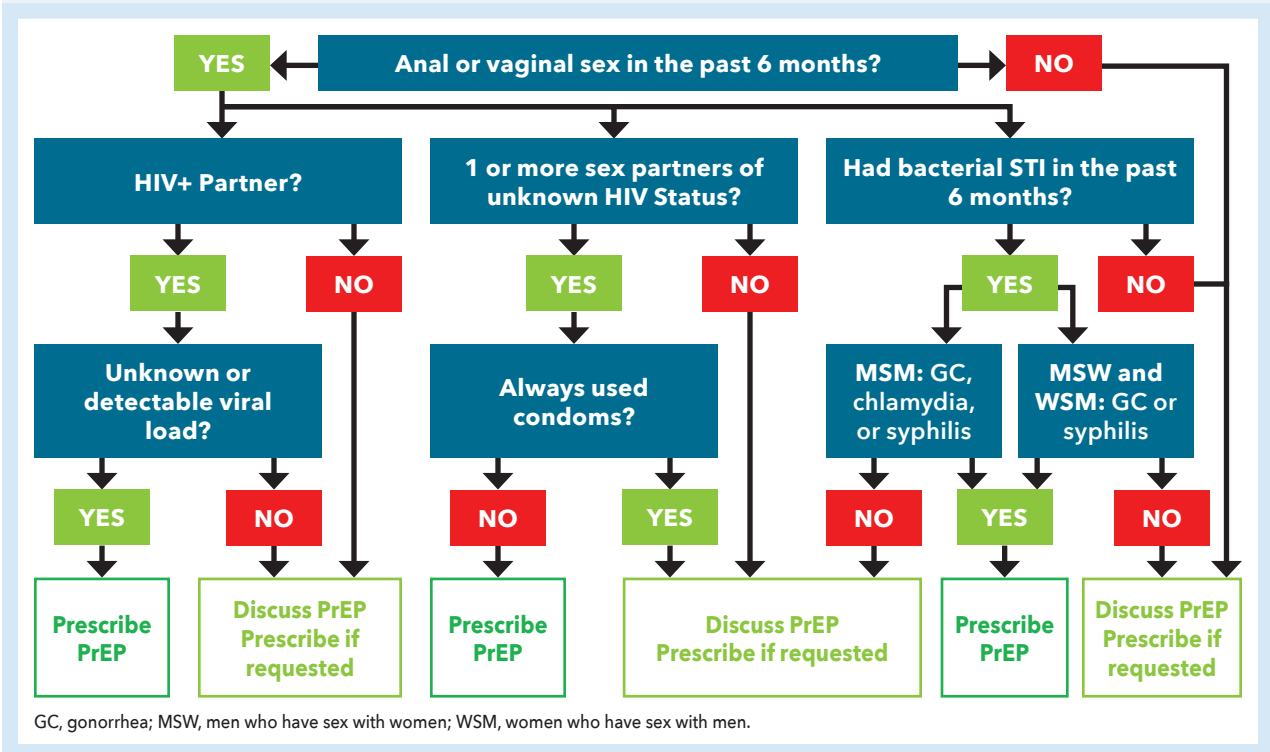 YES
Anal or vaginal sex in the past 6 months?
NO
HIV+ Partner?
1 or more sex partners of
unknown HIV Status?
Had bacterial STI in the past
6 months?
YES
NO
YES
NO
YES
NO
Unknown or
detectable viral
load?
Always used
condoms?
MSM: GC,
chlamydia,
or syphilis
MSW and
WSM: GC or
syphilis
YES
NO
NO
YES
NO
YES
NO
Prescribe
PrEP
Discuss PrEP
Prescribe if
requested
Prescribe
PrEP
Discuss PrEP
Prescribe if requested
Prescribe
PrEP
Discuss PrEP
Prescribe if
requested
GC, gonorrhea; MSW, men who have sex with women; WSM, women who have sex with men.